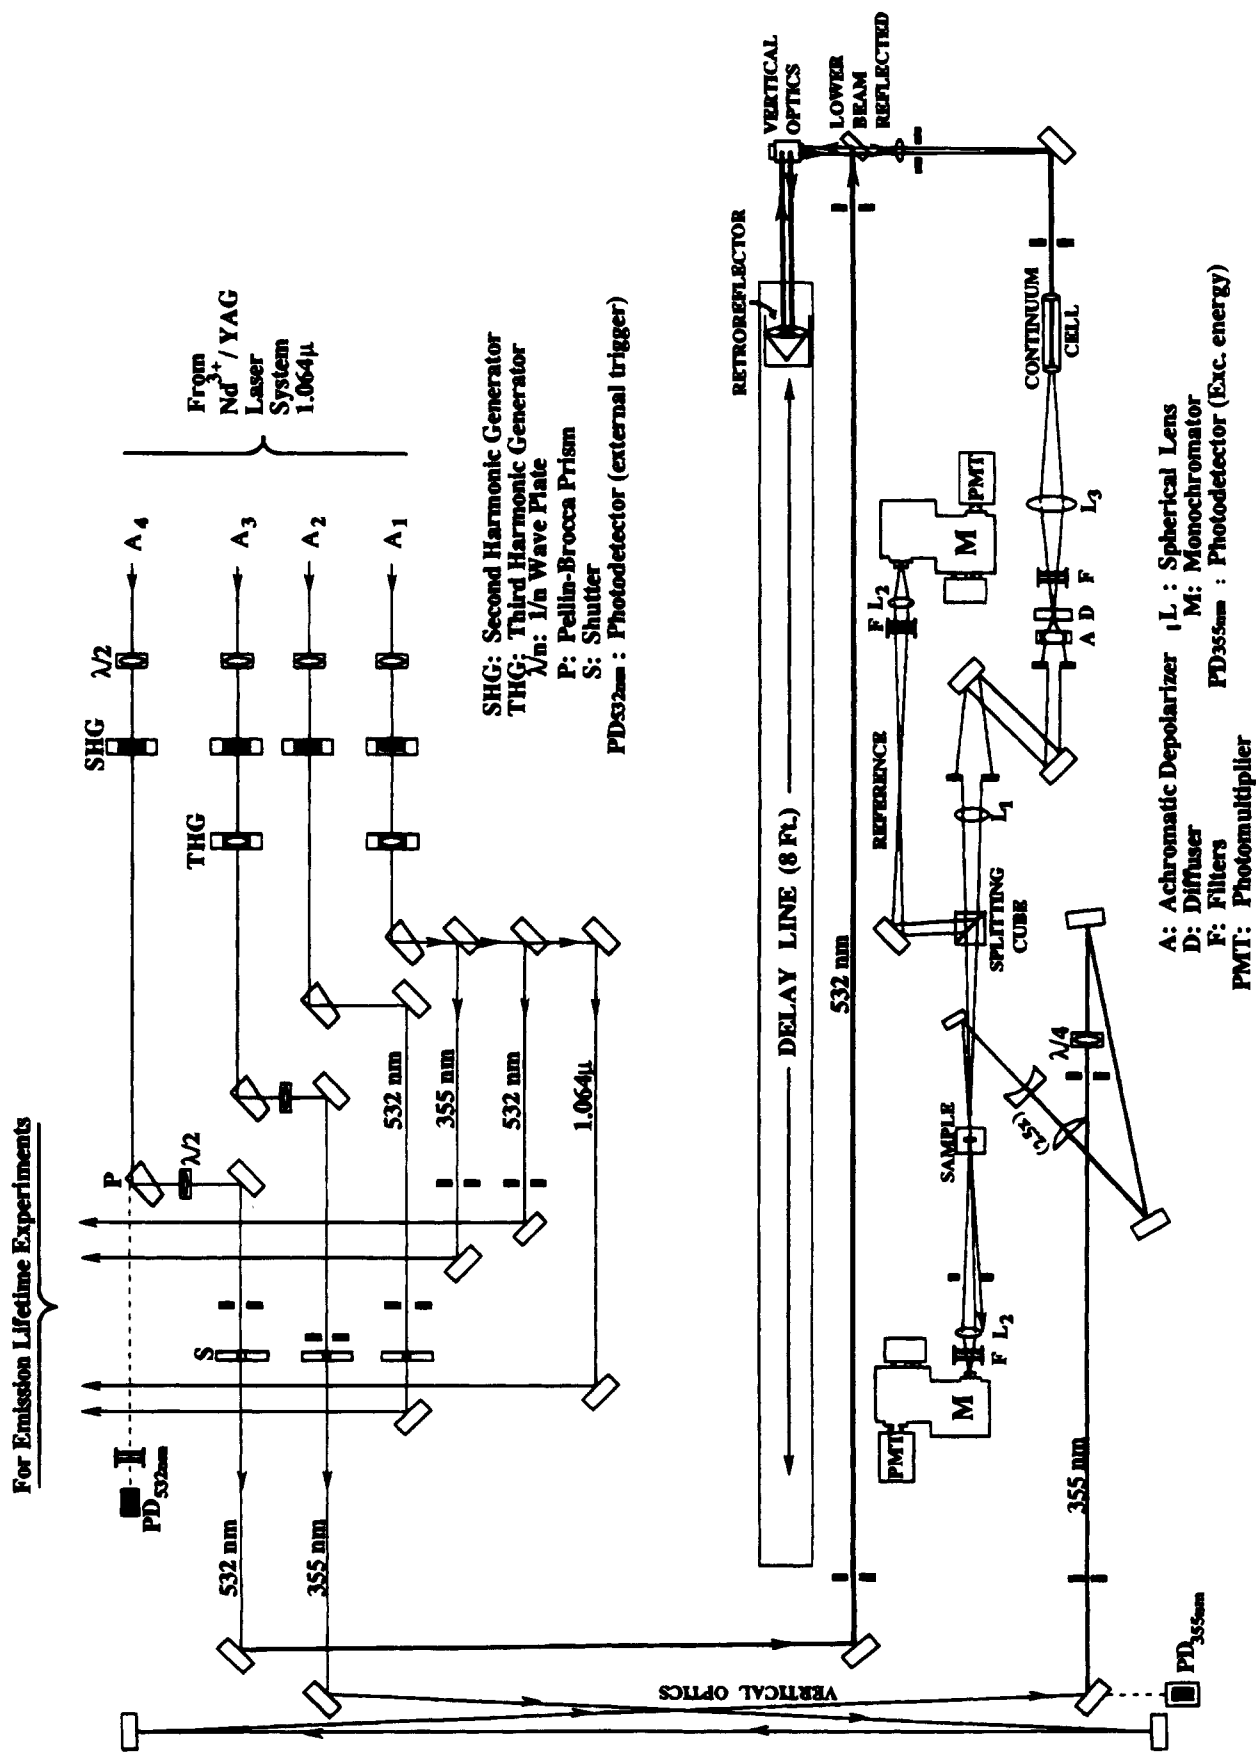 For Emission Lifetime Experiments
From
Nd³⁺/YAG
Laser
System
1.064μ
A₄
A₃
A₂
A₁
λ/2
SHG
THG
P
λ/2
S
PD₅₃₂ₙₘ
532 nm
355 nm
532 nm
355 nm
532 nm
1.064μ
SHG: Second Harmonic Generator
THG: Third Harmonic Generator
λ/n: 1/n Wave Plate
P: Pellin-Brocca Prism
S: Shutter
PD532nm : Photodetector (external trigger)
VERTICAL OPTICS
VERTICAL
OPTICS
LOWER
BEAM
REFLECTED
RETROREFLECTOR
DELAY LINE (8 Ft.)
532 nm
PMT
M
F L₂
REFERENCE
CONTINUUM
CELL
L₃
F
D
A
L₁
SPLITTING
CUBE
SAMPLE
(2.5x)
λ/4
F L₂
M
PMT
355 nm
PD₃₅₅ₙₘ
A: Achromatic Depolarizer
D: Diffuser
F: Filters
PMT: Photomultiplier
L : Spherical Lens
M: Monochromator
PD355nm : Photodetector (Exc. energy)